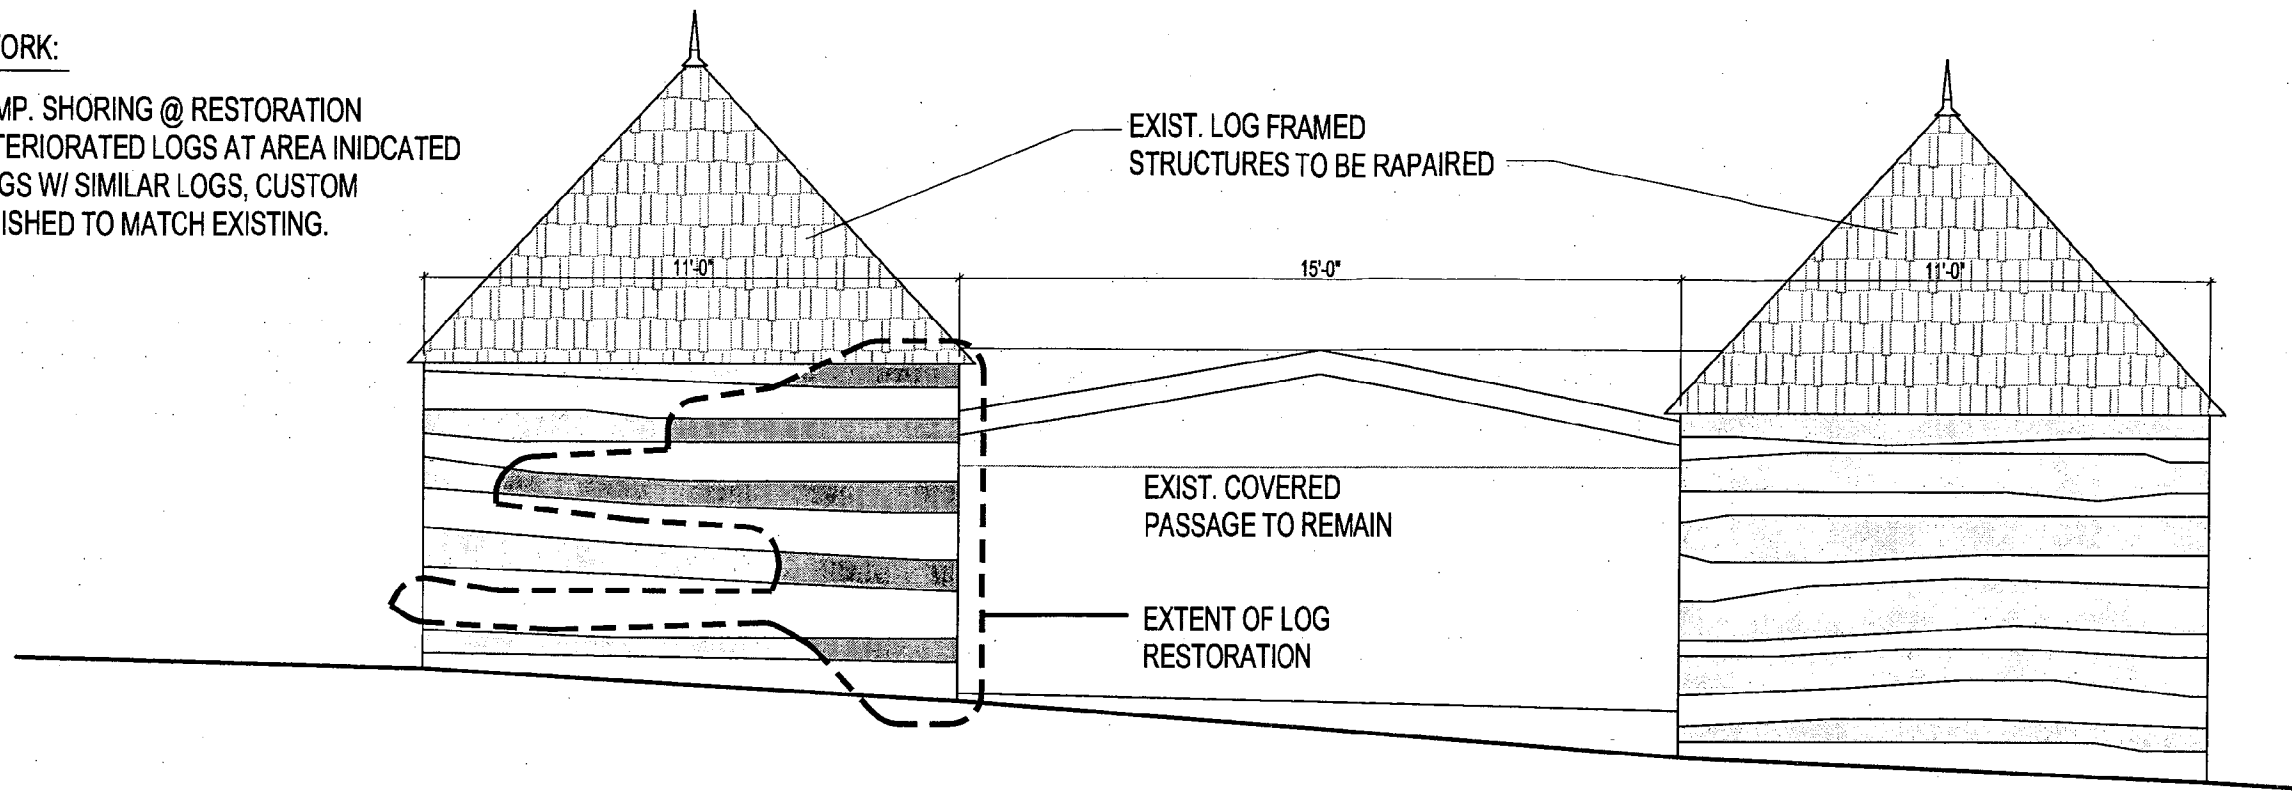 ORK:
MP. SHORING @ RESTORATION
TERIORATED LOGS AT AREA INIDCATED
GS W/ SIMILAR LOGS, CUSTOM
ISHED TO MATCH EXISTING.
EXIST. LOG FRAMED
STRUCTURES TO BE RAPAIRED
11'-0"
15'-0"
11'-0"
EXIST. COVERED
PASSAGE TO REMAIN
EXTENT OF LOG
RESTORATION